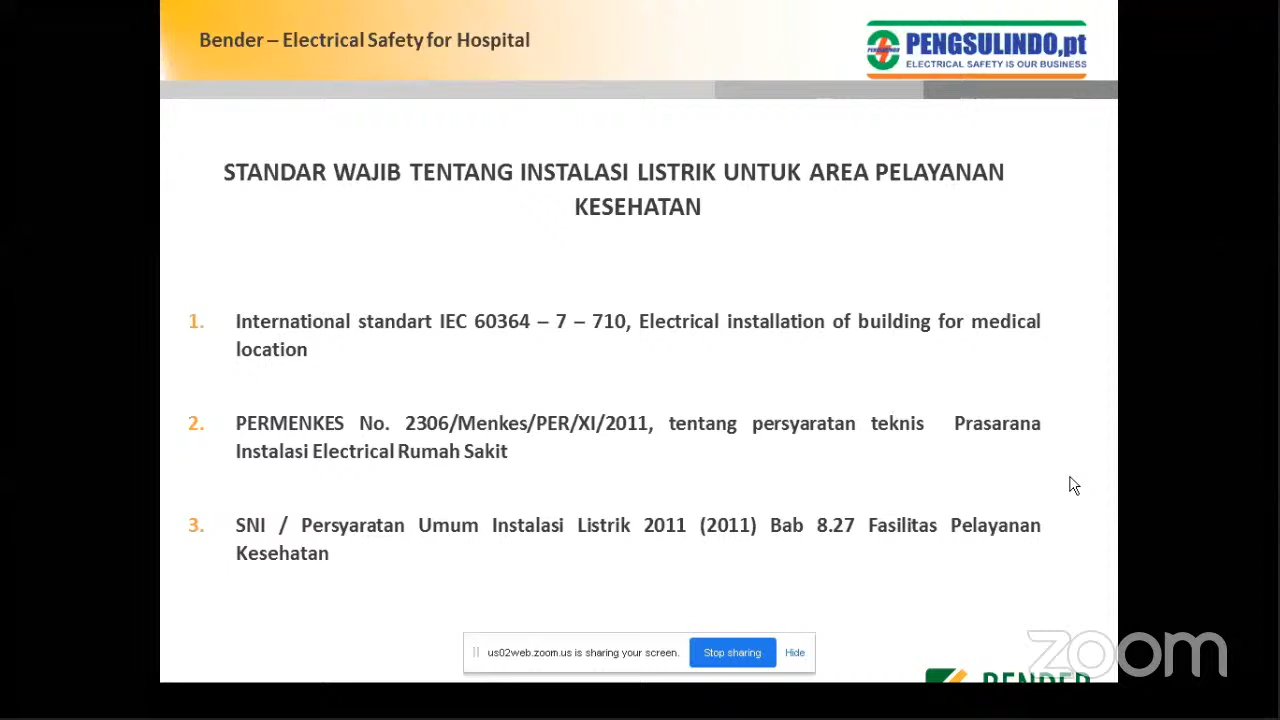 Bender – Electrical Safety for Hospital
PENGSULINDO,pt
ELECTRICAL SAFETY IS OUR BUSINESS
STANDAR WAJIB TENTANG INSTALASI LISTRIK UNTUK AREA PELAYANAN
KESEHATAN
1. International standart IEC 60364 – 7 – 710, Electrical installation of building for medical
location
2. PERMENKES No. 2306/Menkes/PER/XI/2011, tentang persyaratan teknis Prasarana
Instalasi Electrical Rumah Sakit
3. SNI / Persyaratan Umum Instalasi Listrik 2011 (2011) Bab 8.27 Fasilitas Pelayanan
Kesehatan
us02web.zoom.us is sharing your screen. Stop sharing Hide
zoom
BENDER